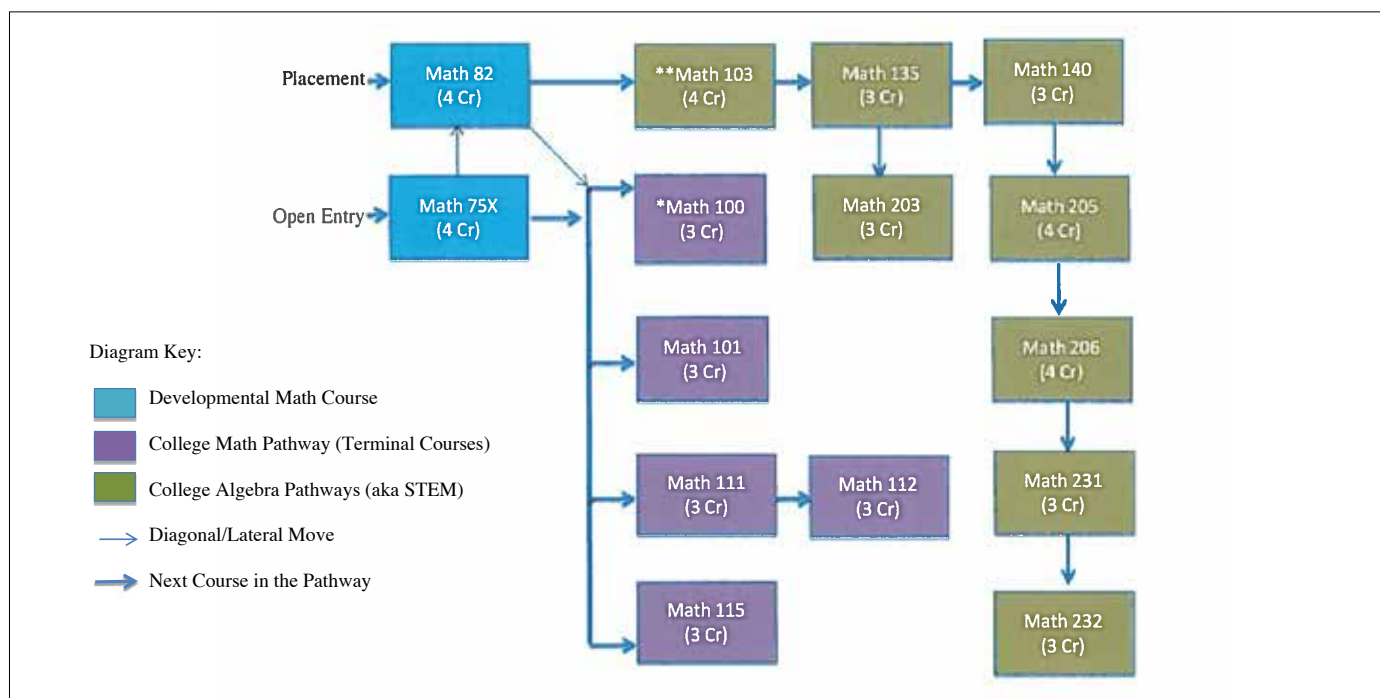 Placement
Math 82
(4 Cr)
**Math 103
(4 Cr)
Math 135
(3 Cr)
Math 140
(3 Cr)
Open Entry
Math 75X
(4 Cr)
*Math 100
(3 Cr)
Math 203
(3 Cr)
Math 205
(4 Cr)
Math 101
(3 Cr)
Math 206
(4 Cr)
Diagram Key:
Developmental Math Course
College Math Pathway (Terminal Courses)
College Algebra Pathways (aka STEM)
Diagonal/Lateral Move
Next Course in the Pathway
Math 111
(3 Cr)
Math 112
(3 Cr)
Math 231
(3 Cr)
Math 115
(3 Cr)
Math 232
(3 Cr)